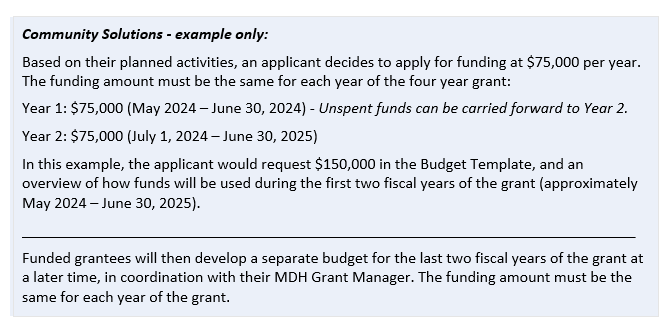 Community Solutions - example only:
Based on their planned activities, an applicant decides to apply for funding at $75,000 per year.
The funding amount must be the same for each year of the four year grant:
Year 1: $75,000 (May 2024 – June 30, 2024) - Unspent funds can be carried forward to Year 2.
Year 2: $75,000 (July 1, 2024 – June 30, 2025)
In this example, the applicant would request $150,000 in the Budget Template, and an
overview of how funds will be used during the first two fiscal years of the grant (approximately
May 2024 – June 30, 2025).
Funded grantees will then develop a separate budget for the last two fiscal years of the grant at
a later time, in coordination with their MDH Grant Manager. The funding amount must be the
same for each year of the grant.